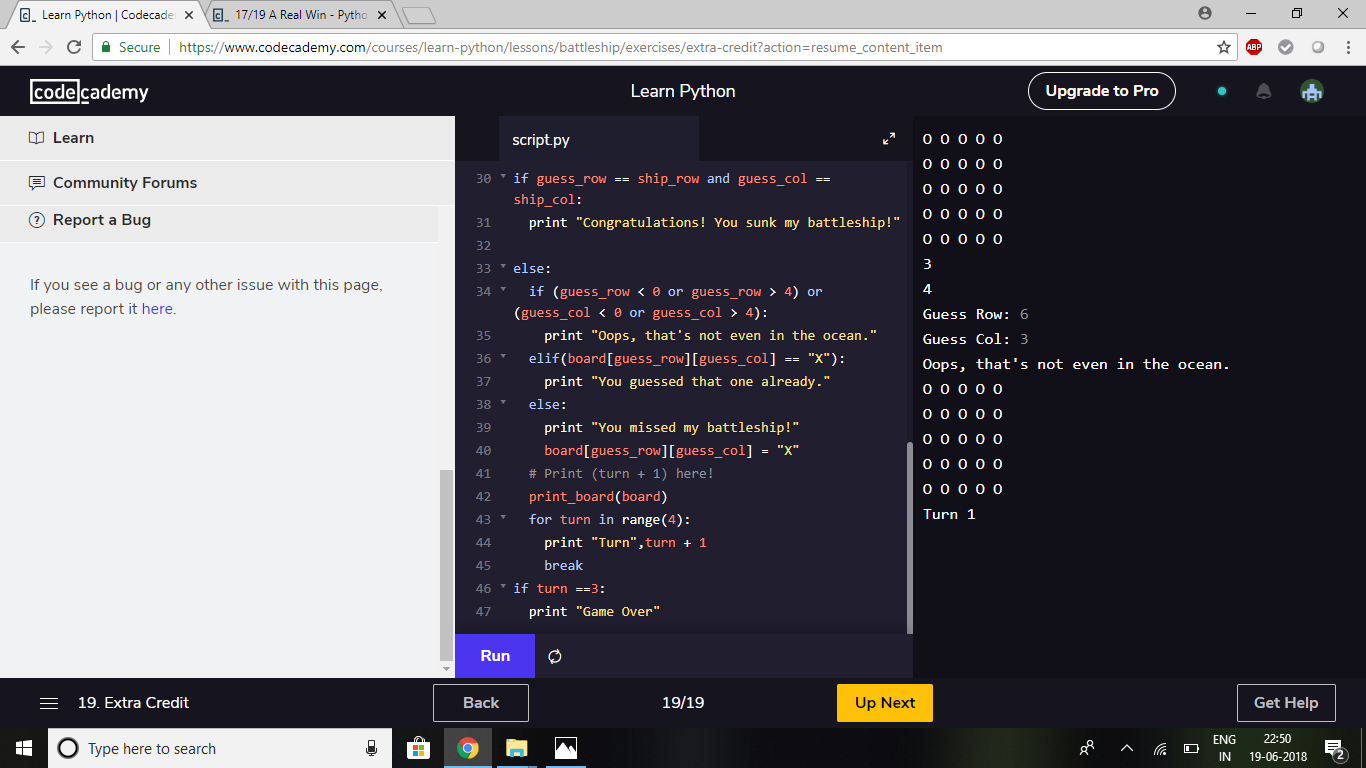 Learn Python | Codecade
17/19 A Real Win - Pytho
Secure
https://www.codecademy.com/courses/learn-python/lessons/battleship/exercises/extra-credit?action=resume_content_item
ABP
codecademy
Learn Python
Upgrade to Pro
Learn
Community Forums
Report a Bug
If you see a bug or any other issue with this page,
please report it here.
script.py
30 if guess_row == ship_row and guess_col ==
ship_col:
31 print "Congratulations! You sunk my battleship!"
32
33 else:
34 if (guess_row < 0 or guess_row > 4) or
(guess_col < 0 or guess_col > 4):
35 print "Oops, that's not even in the ocean."
36 elif(board[guess_row][guess_col] == "X"):
37 print "You guessed that one already."
38 else:
39 print "You missed my battleship!"
40 board[guess_row][guess_col] = "X"
41 # Print (turn + 1) here!
42 print_board(board)
43 for turn in range(4):
44 print "Turn",turn + 1
45 break
46 if turn ==3:
47 print "Game Over"
Run
O O O O O
O O O O O
O O O O O
O O O O O
O O O O O
3
4
Guess Row: 6
Guess Col: 3
Oops, that's not even in the ocean.
O O O O O
O O O O O
O O O O O
O O O O O
O O O O O
Turn 1
19. Extra Credit
Back
19/19
Up Next
Get Help
Type here to search
ENG
IN
22:50
19-06-2018
2